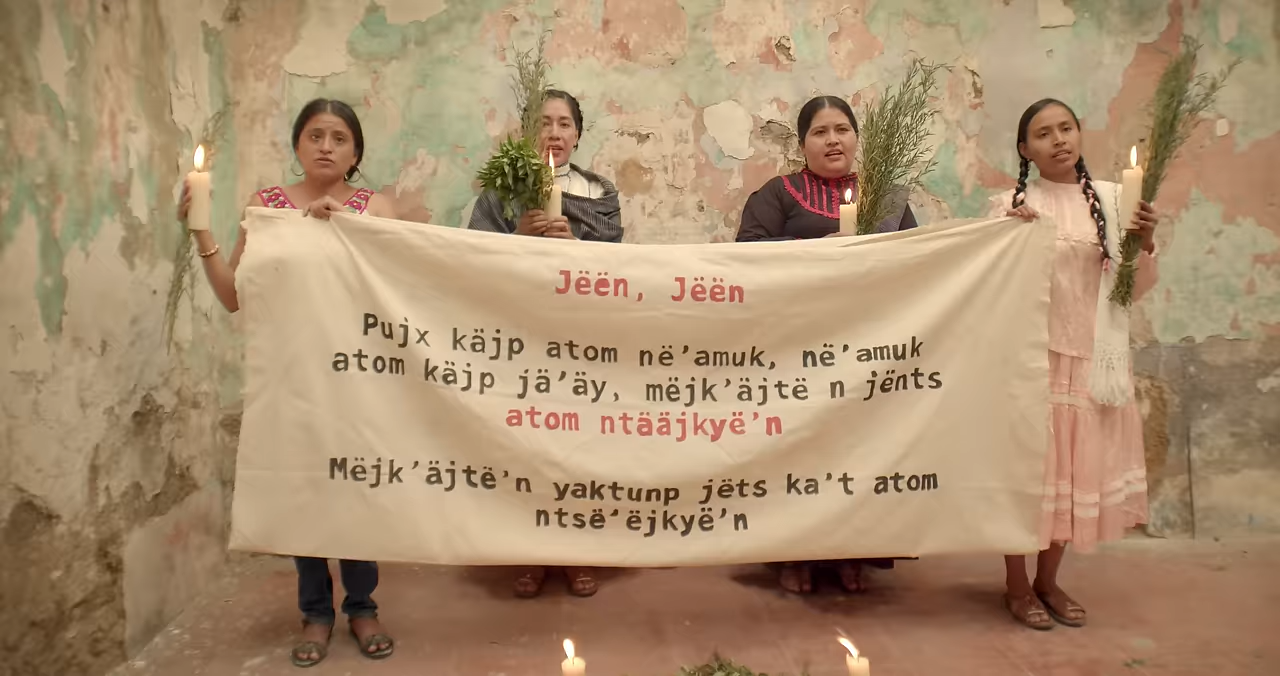 Jëën, Jëën
Pujx käjp atom në’amuk, në’amuk
atom käjp jä’äy, mëjk’äjtë n jënts
atom ntääjkyë’n
Mëjk’äjtë’n yaktunp jëts ka’t atom
ntsë‘ëjkyë’n